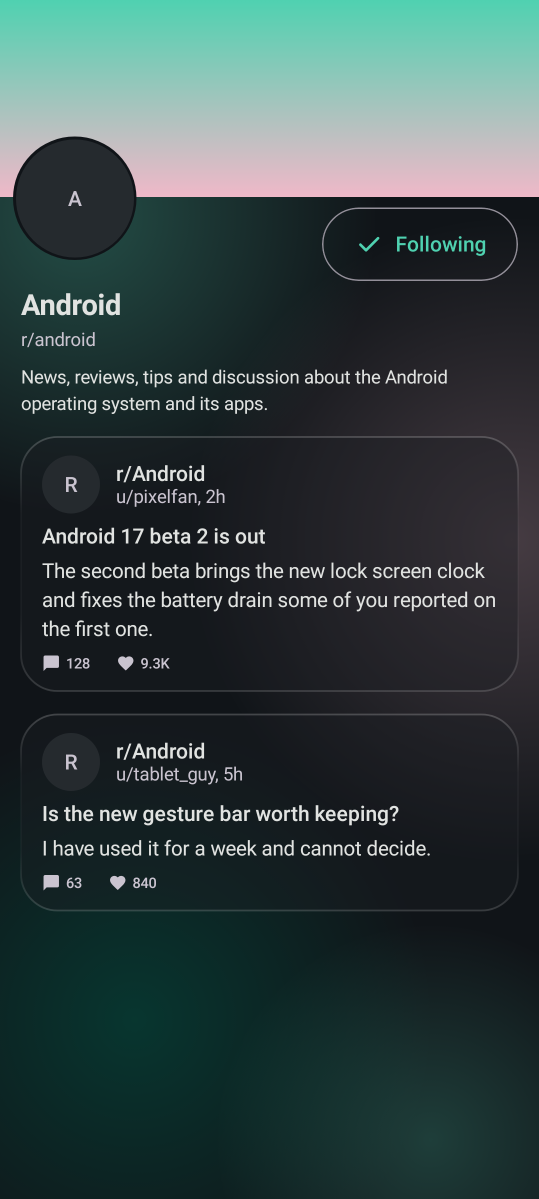 A
Following
Android
r/android
News, reviews, tips and discussion about the Android
operating system and its apps.
R
r/Android
u/pixelfan, 2h
Android 17 beta 2 is out
The second beta brings the new lock screen clock
and fixes the battery drain some of you reported on
the first one.
128 9.3K
R
r/Android
u/tablet_guy, 5h
Is the new gesture bar worth keeping?
I have used it for a week and cannot decide.
63 840